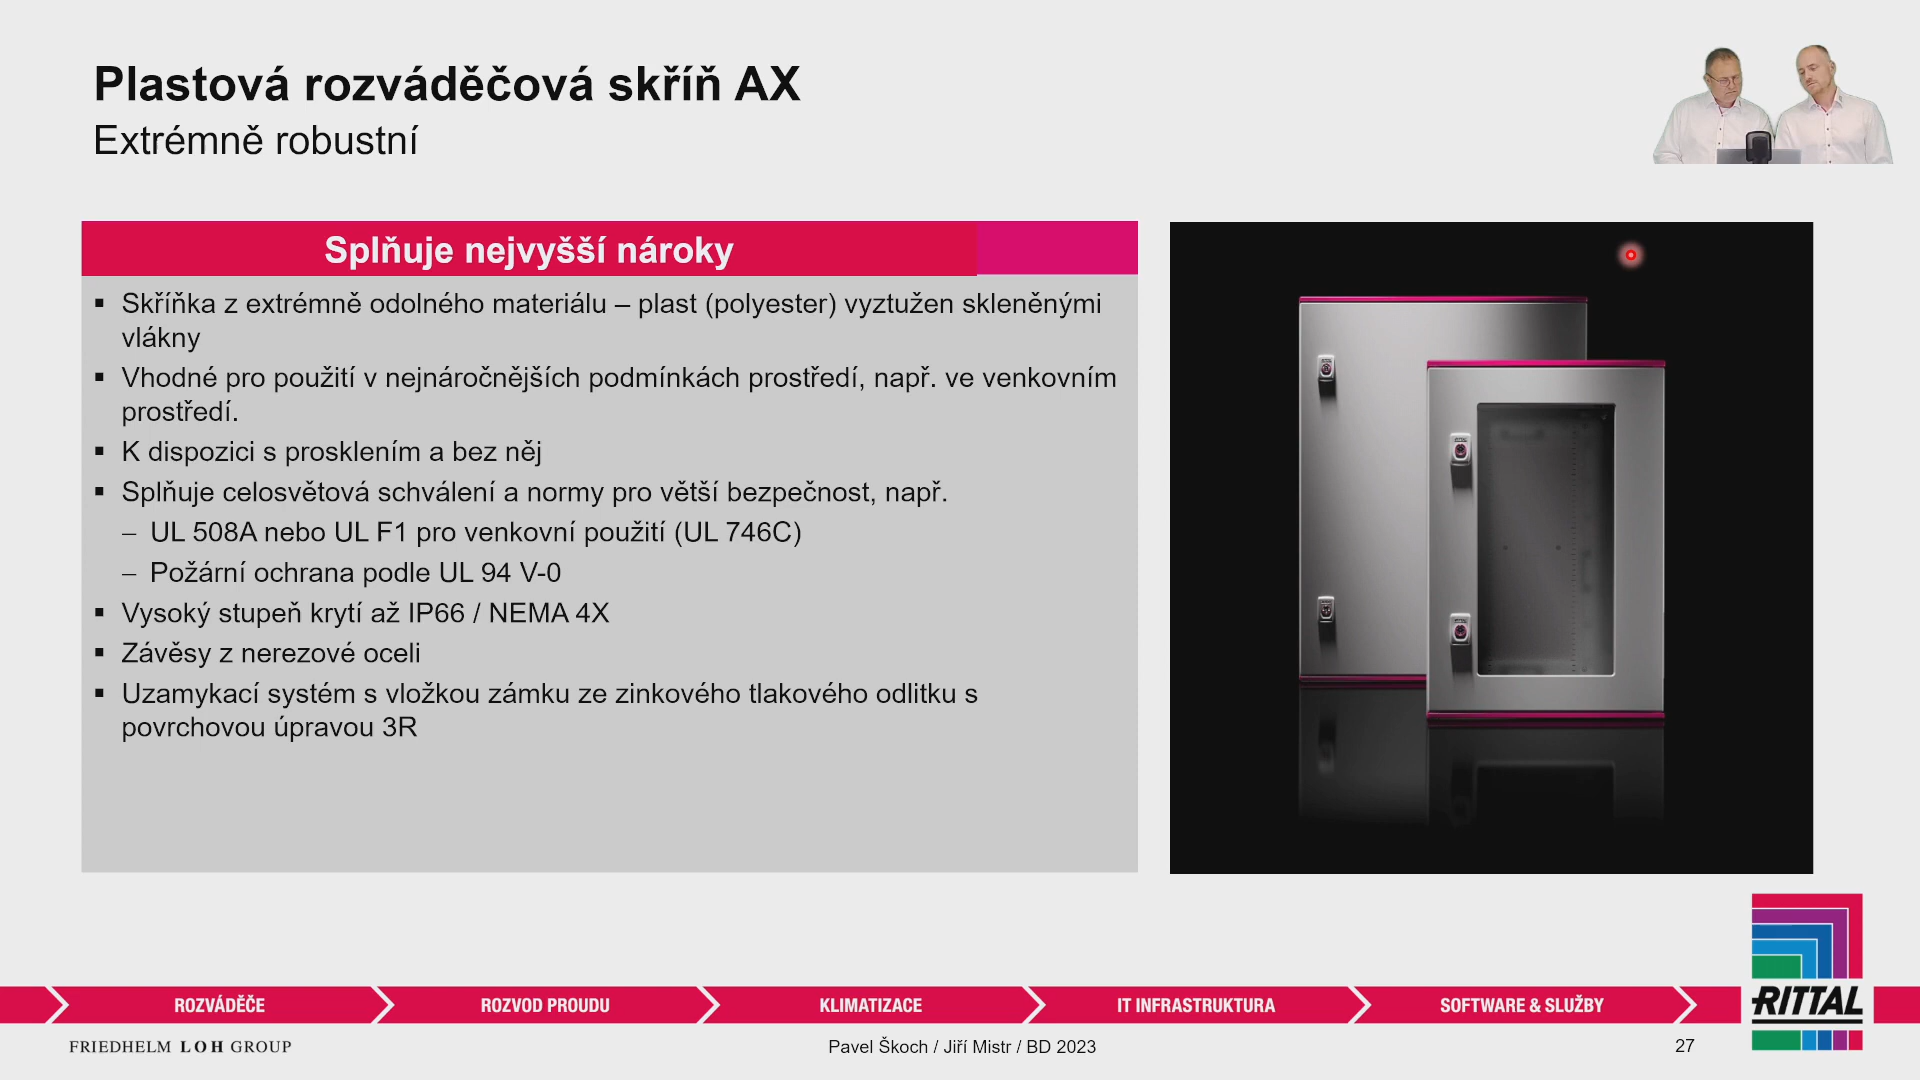 Plastová rozváděčová skříň AX
Extrémně robustní
Splňuje nejvyšší nároky
▪ Skříňka z extrémně odolného materiálu – plast (polyester) vyztužen skleněnými
vlákny
▪ Vhodné pro použití v nejnáročnějších podmínkách prostředí, např. ve venkovním
prostředí.
▪ K dispozici s prosklením a bez něj
▪ Splňuje celosvětová schválení a normy pro větší bezpečnost, např.
– UL 508A nebo UL F1 pro venkovní použití (UL 746C)
– Požární ochrana podle UL 94 V-0
▪ Vysoký stupeň krytí až IP66 / NEMA 4X
▪ Závěsy z nerezové oceli
▪ Uzamykací systém s vložkou zámku ze zinkového tlakového odlitku s
povrchovou úpravou 3R
ROZVÁDĚČE
ROZVOD PROUDU
KLIMATIZACE
IT INFRASTRUKTURA
SOFTWARE & SLUŽBY
RITTAL
FRIEDHELM LOH GROUP
Pavel Škoch / Jiří Mistr / BD 2023
27